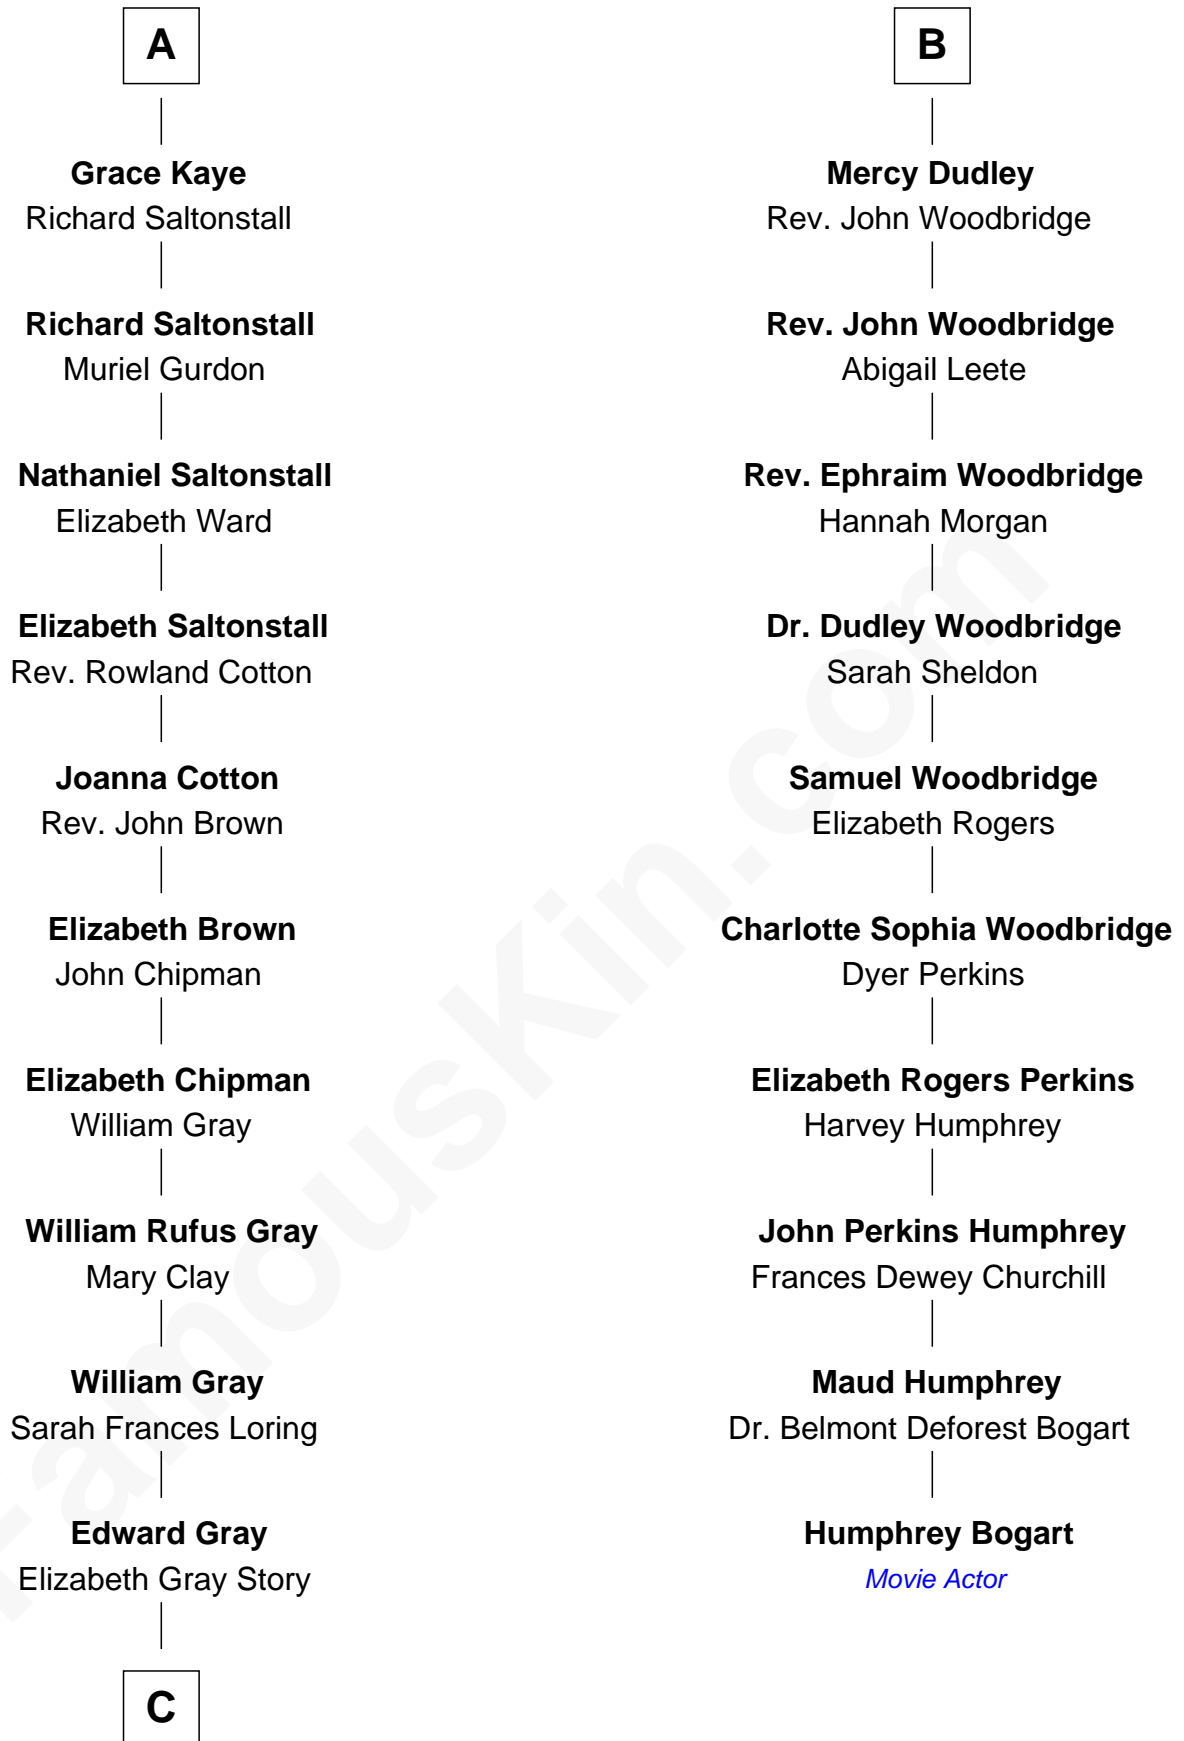 A
Grace Kaye
Richard Saltonstall
Richard Saltonstall
Muriel Gurdon
Nathaniel Saltonstall
Elizabeth Ward
Elizabeth Saltonstall
Rev. Rowland Cotton
Joanna Cotton
Rev. John Brown
Elizabeth Brown
John Chipman
Elizabeth Chipman
William Gray
William Rufus Gray
Mary Clay
William Gray
Sarah Frances Loring
Edward Gray
Elizabeth Gray Story
C
B
Mercy Dudley
Rev. John Woodbridge
Rev. John Woodbridge
Abigail Leete
Rev. Ephraim Woodbridge
Hannah Morgan
Dr. Dudley Woodbridge
Sarah Sheldon
Samuel Woodbridge
Elizabeth Rogers
Charlotte Sophia Woodbridge
Dyer Perkins
Elizabeth Rogers Perkins
Harvey Humphrey
John Perkins Humphrey
Frances Dewey Churchill
Maud Humphrey
Dr. Belmont Deforest Bogart
Humphrey Bogart
Movie Actor
FamousKin.com